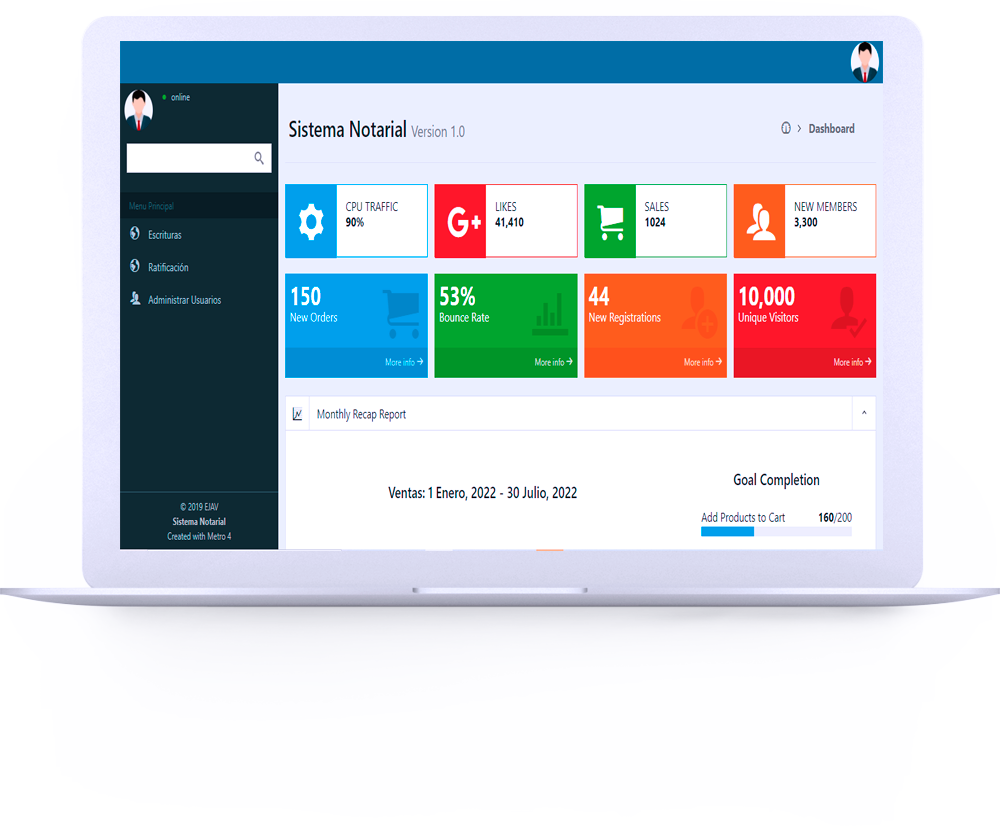 online
Menu Principal
Escrituras
Ratificación
Administrar Usuarios
© 2019 EJAV
Sistema Notarial
Created with Metro 4
Sistema Notarial Version 1.0
Dashboard
CPU TRAFFIC
90%
G+
LIKES
41,410
SALES
1024
NEW MEMBERS
3,300
150
New Orders
More info
53%
Bounce Rate
More info
44
New Registrations
More info
10,000
Unique Visitors
More info
Monthly Recap Report
Ventas: 1 Enero, 2022 - 30 Julio, 2022
Goal Completion
Add Products to Cart 160/200